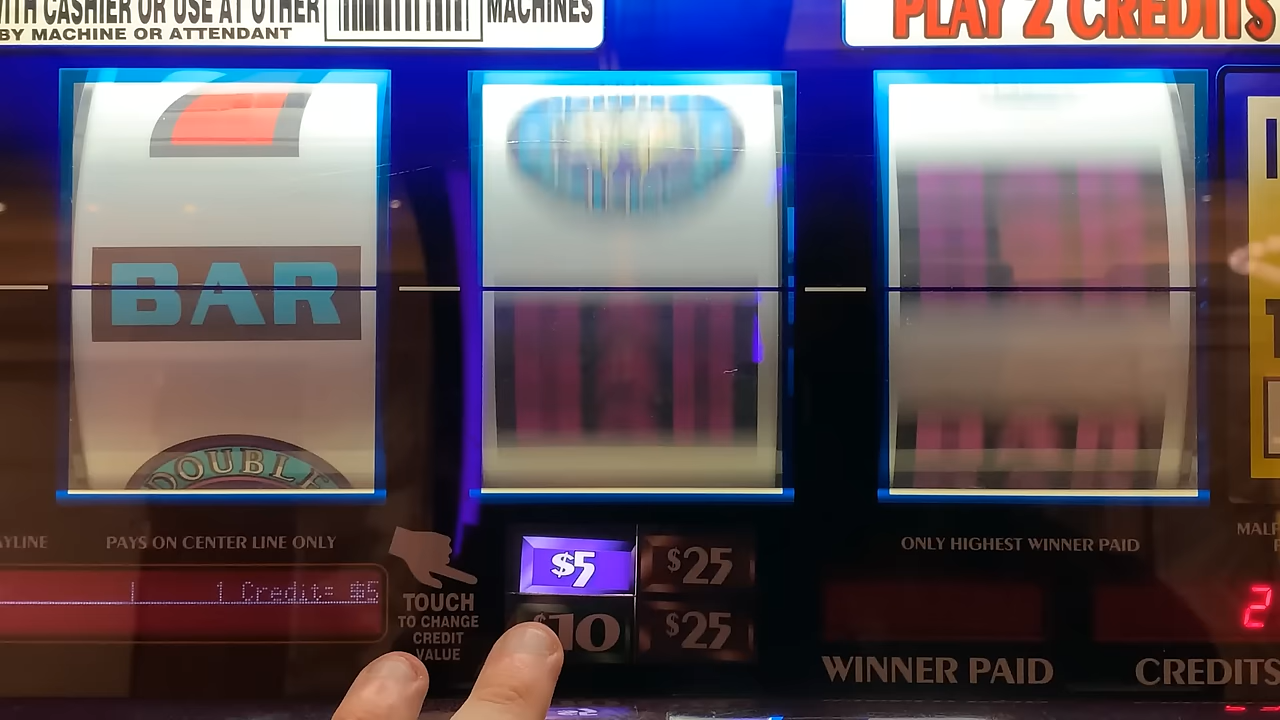 WITH CASHIER OR USE AT OTHER MACHINES
BY MACHINE OR ATTENDANT
PLAY 2 CREDITS
BAR
DOUBLE
PAYS ON CENTER LINE ONLY
ONLY HIGHEST WINNER PAID
1 Credit= $5
TOUCH
TO CHANGE
CREDIT
VALUE
$5
$25
$10
$25
2
WINNER PAID
CREDITS